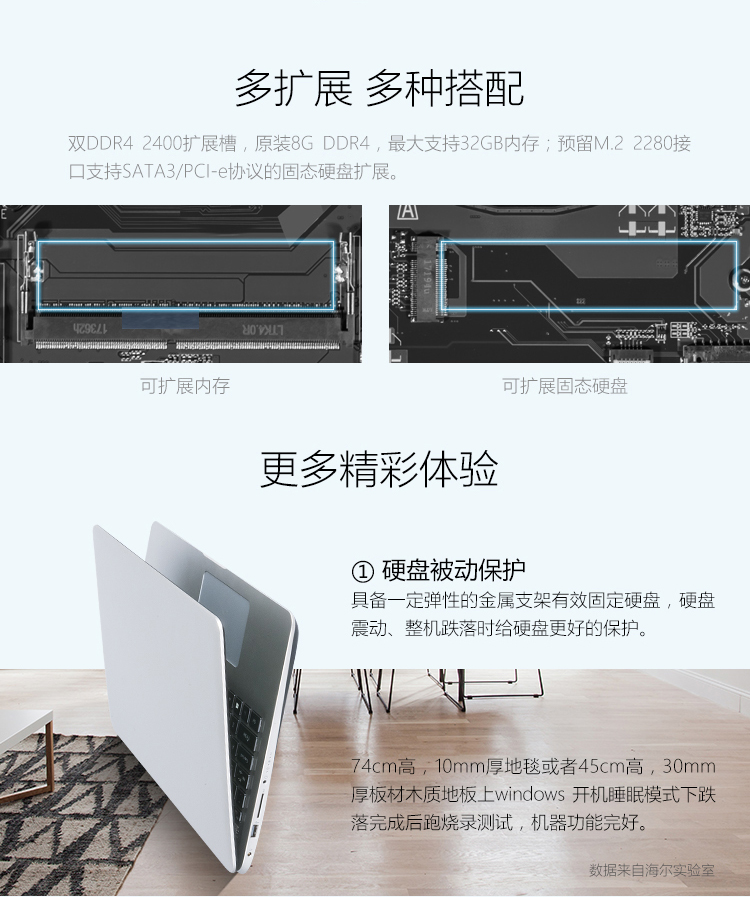 多扩展 多种搭配
双DDR4 2400扩展槽，原装8G DDR4，最大支持32GB内存；预留M.2 2280接
口支持SATA3/PCI-e协议的固态硬盘扩展。
17362h
LTK4.0R
可扩展内存
可扩展固态硬盘
更多精彩体验
① 硬盘被动保护
具备一定弹性的金属支架有效固定硬盘，硬盘
震动、整机跌落时给硬盘更好的保护。
74cm高，10mm厚地毯或者45cm高，30mm
厚板材木质地板上windows 开机睡眠模式下跌
落完成后跑烧录测试，机器功能完好。
数据来自海尔实验室